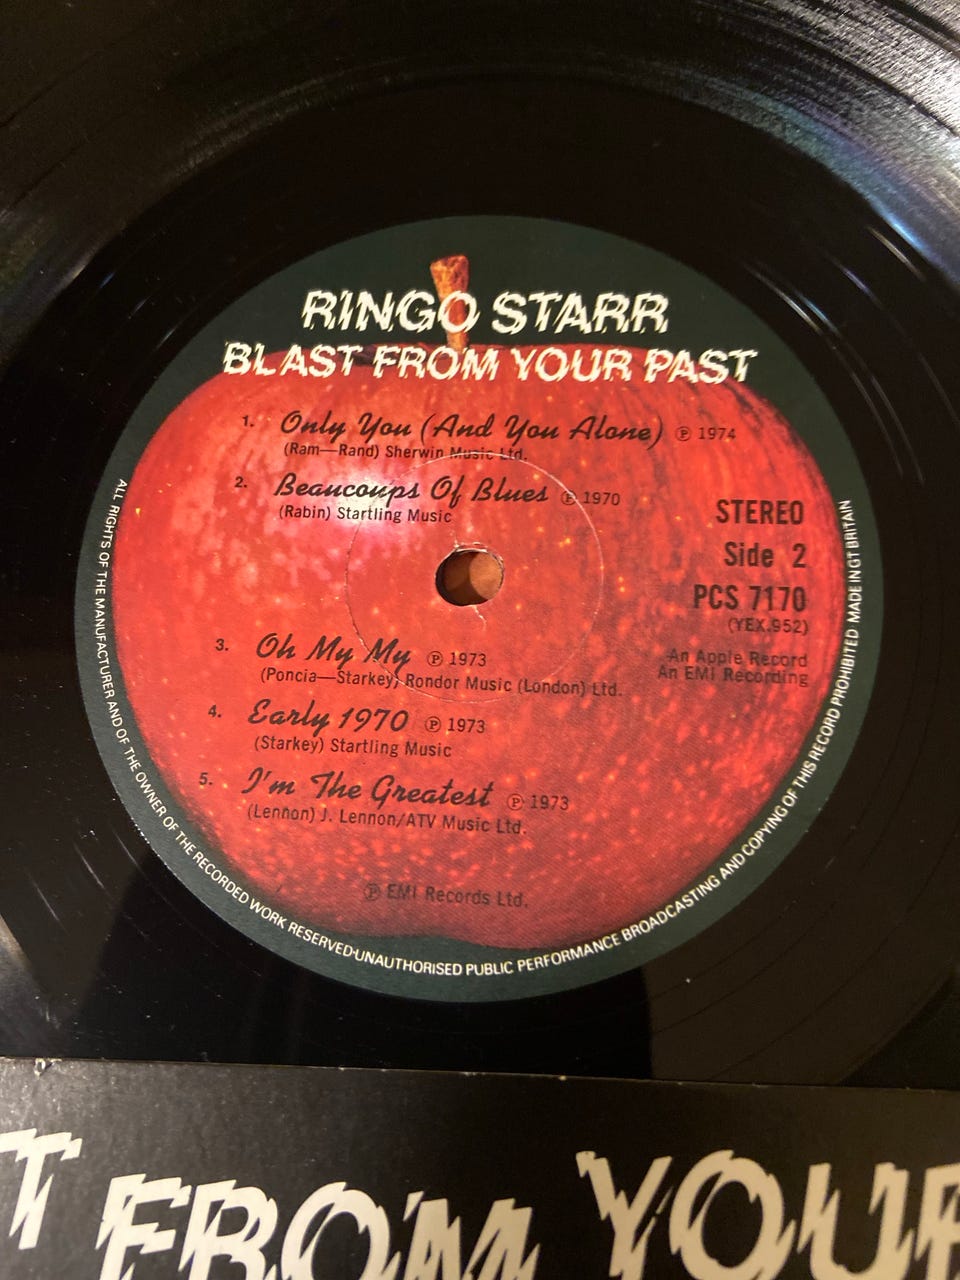 RINGO STARR
BLAST FROM YOUR PAST
1. Only You (And You Alone) ℗ 1974
(Ram—Rand) Sherwin Music Ltd.
2. Beaucoups Of Blues ℗ 1970
(Rabin) Startling Music
STEREO
Side 2
PCS 7170
(YEX.952)
An Apple Record
An EMI Recording
3. Oh My My ℗ 1973
(Poncia—Starkey) Rondor Music (London) Ltd.
4. Early 1970 ℗ 1973
(Starkey) Startling Music
5. I'm The Greatest ℗ 1973
(Lennon) J. Lennon/ATV Music Ltd.
℗ EMI Records Ltd.
ALL RIGHTS OF THE MANUFACTURER AND OF THE OWNER OF THE RECORDED WORK RESERVED·UNAUTHORISED PUBLIC PERFORMANCE BROADCASTING AND COPYING OF THIS RECORD PROHIBITED MADE IN GT BRITAIN
T FROM YOUR